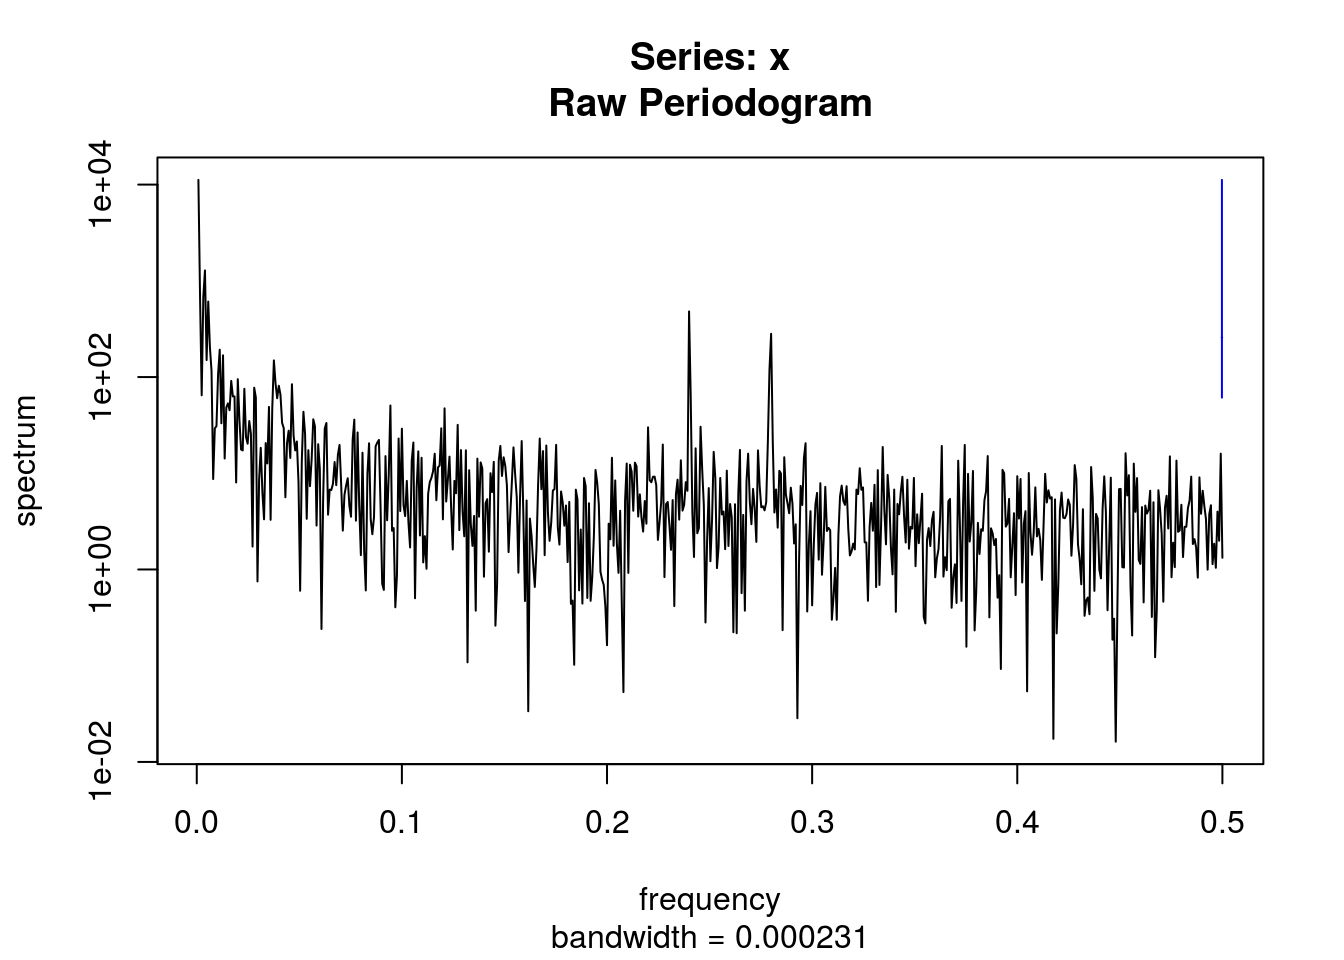 Series: x
Raw Periodogram
1e+04
1e+02
1e+00
1e-02
spectrum
0.0 0.1 0.2 0.3 0.4 0.5
frequency
bandwidth = 0.000231